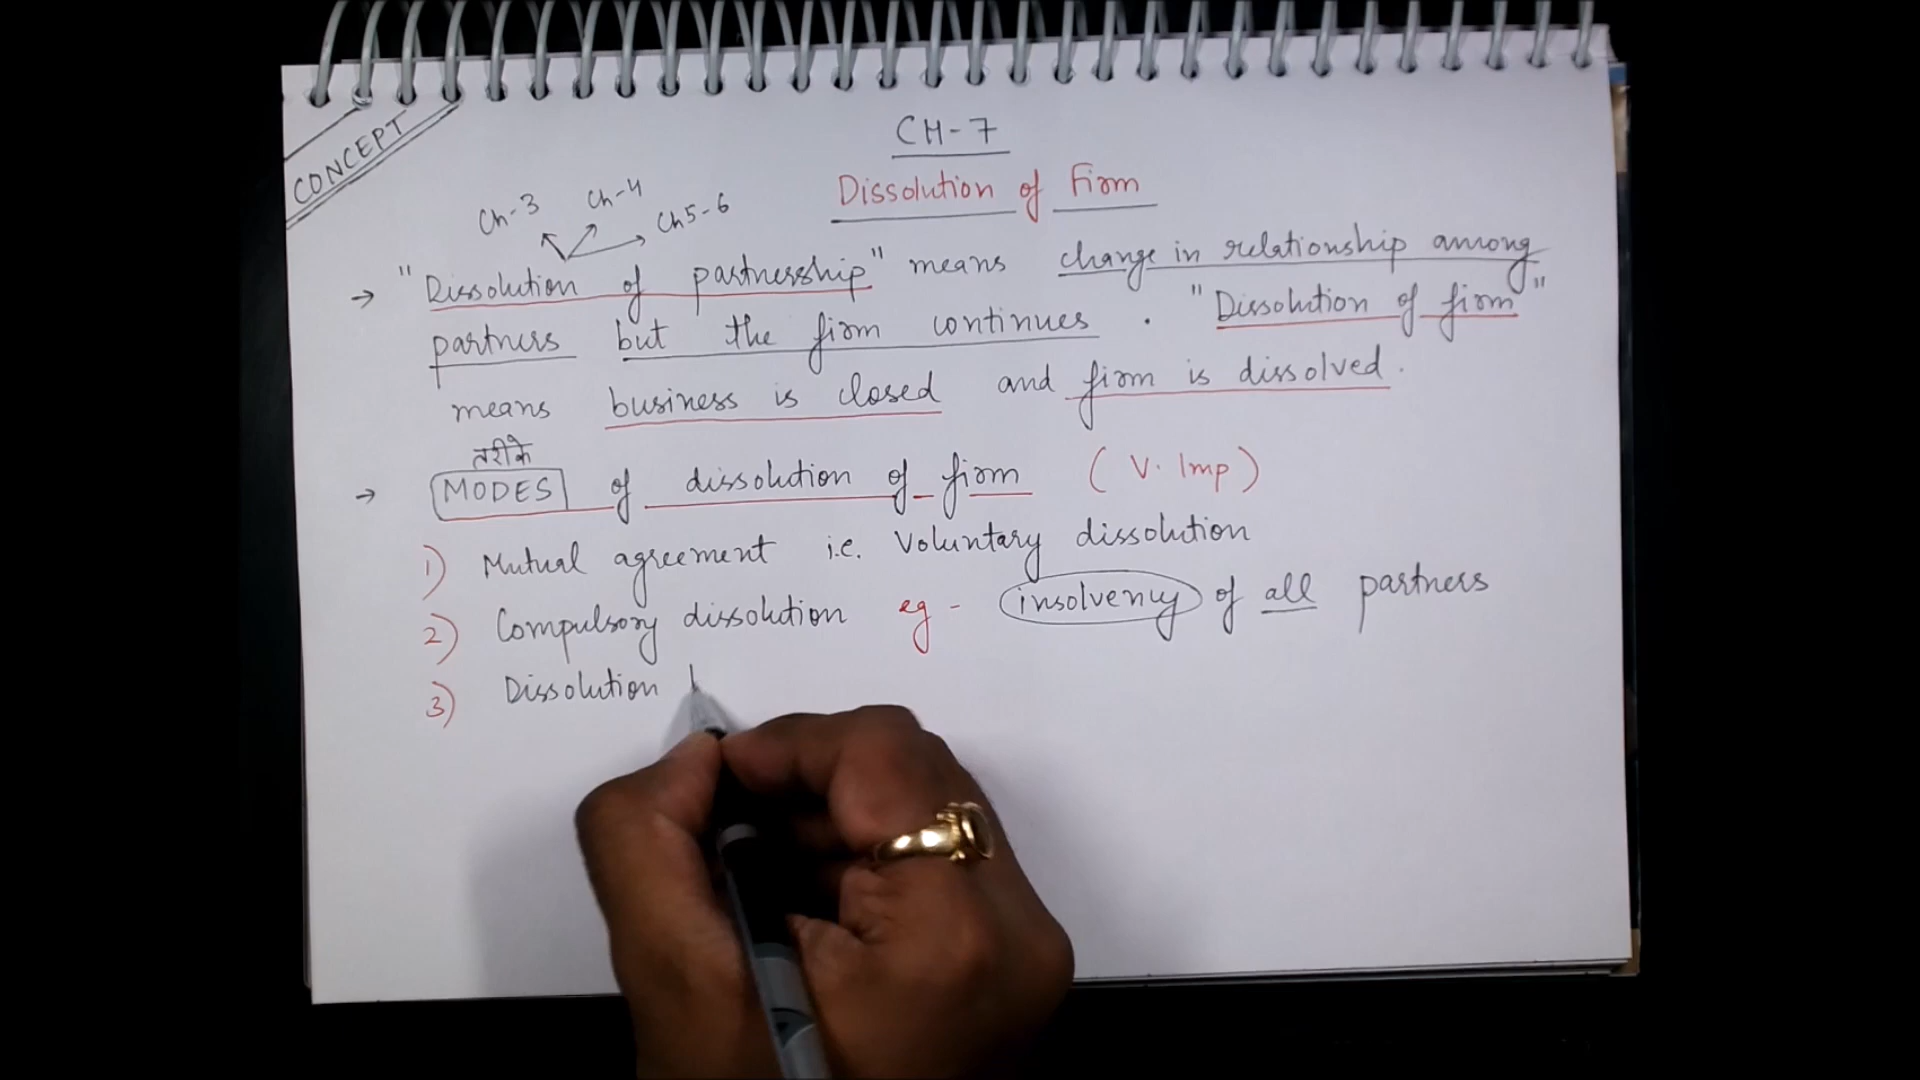 CONCEPT
CH-7
Dissolution of Firm
Ch-3 Ch-4 Ch5-6
→ "Dissolution of partnership" means change in relationship among
partners but the firm continues. "Dissolution of firm"
means business is closed and firm is dissolved.
तरीके
→ MODES of dissolution of firm (V. Imp)
1) Mutual agreement i.e. Voluntary dissolution
2) Compulsory dissolution eg - insolvency of all partners
3) Dissolution